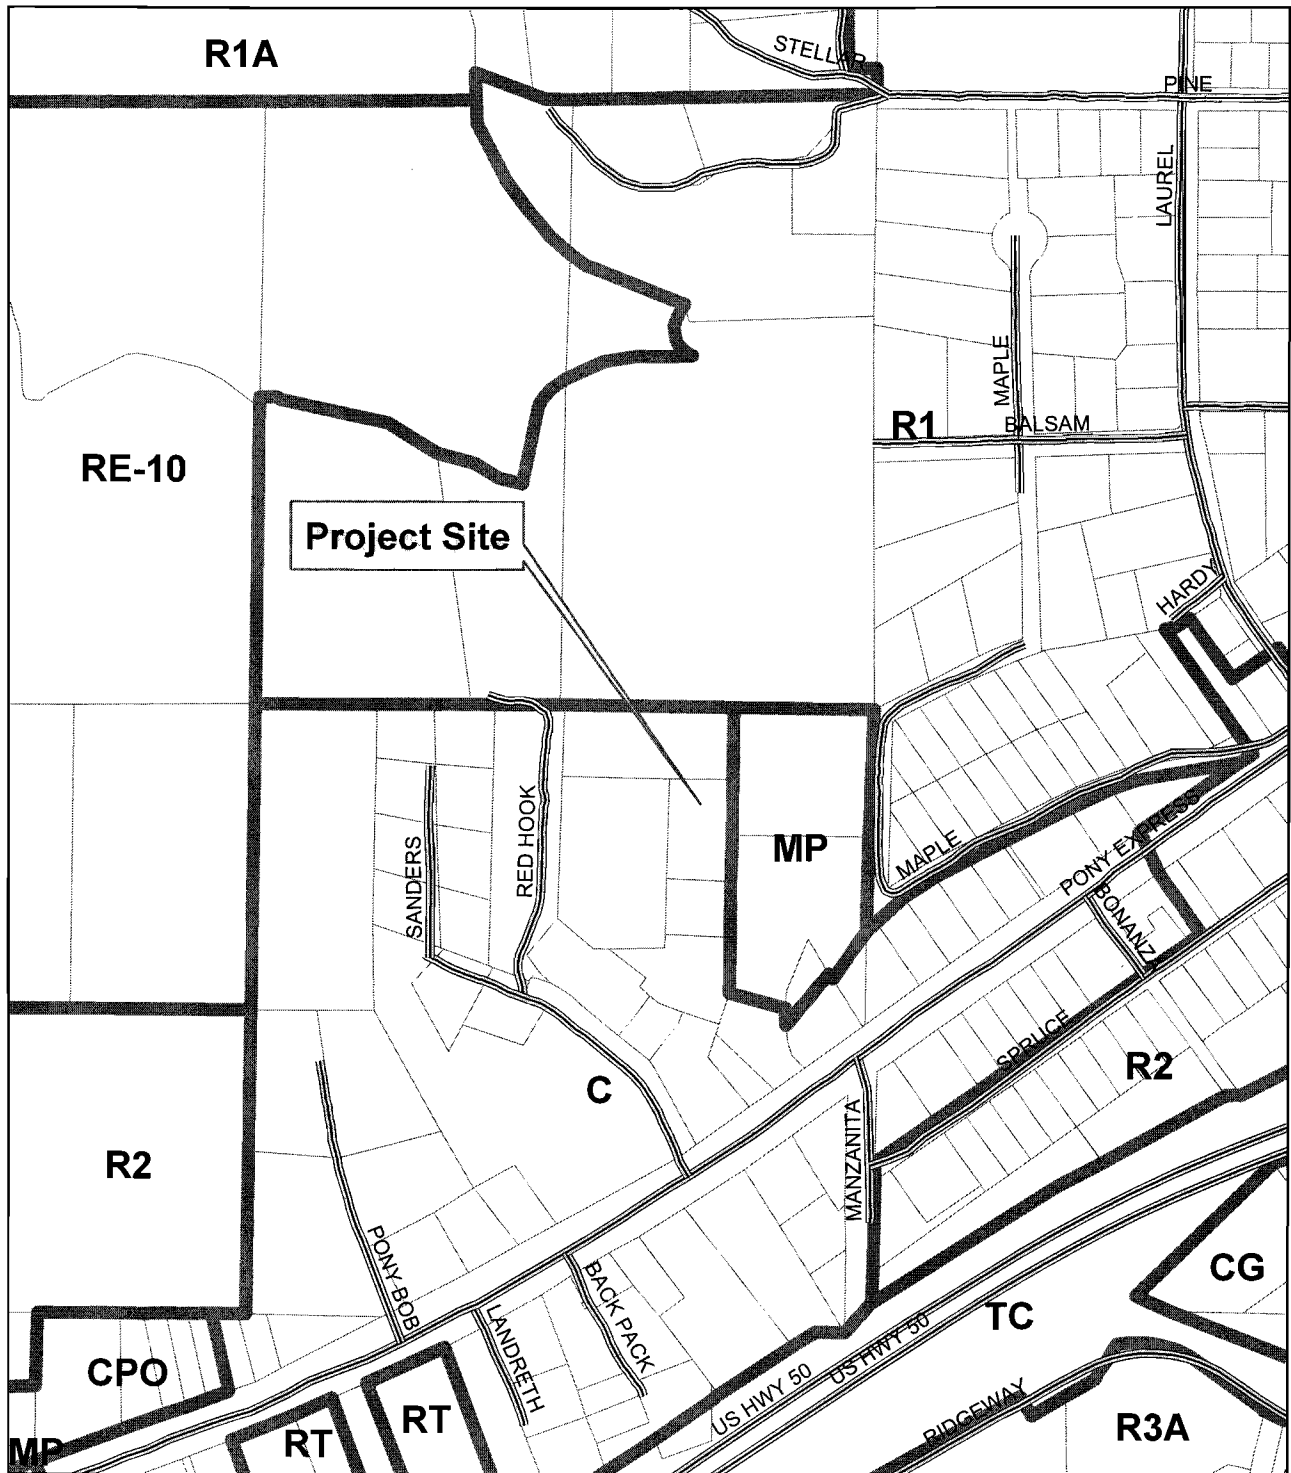 R1A
STELLAR
PINE
LAUREL
MAPLE
R1
BALSAM
RE-10
Project Site
HARDY
SANDERS
RED HOOK
MP
MAPLE
PONY EXPRESS
BONANZA
SPRUCE
R2
C
MANZANITA
R2
PONY BOB
BACK PACK
LANDRETH
CG
TC
US HWY 50
US HWY 50
CPO
RIDGEWAY
RT
RT
R3A
MP